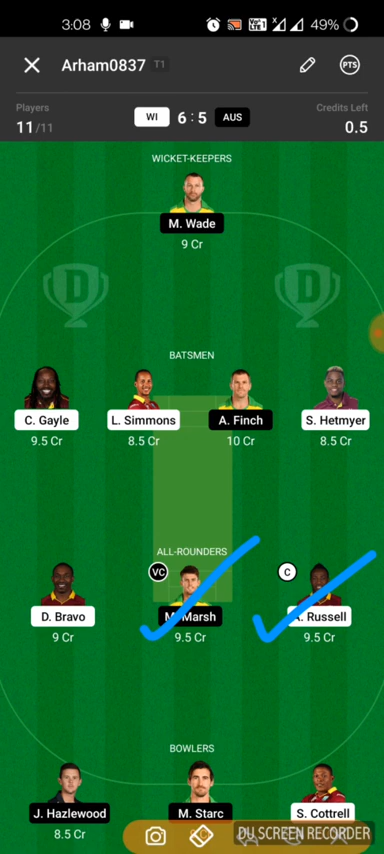 3:08 49%
Vo) LTE1
Arham0837 T1 PTS
Players Credits Left
11/11 WI 6 : 5 AUS 0.5
WICKET-KEEPERS
M. Wade
9 Cr
D D
BATSMEN
C. Gayle L. Simmons A. Finch S. Hetmyer
9.5 Cr 8.5 Cr 10 Cr 8.5 Cr
ALL-ROUNDERS
VC C
D. Bravo M. Marsh A. Russell
9 Cr 9.5 Cr 9.5 Cr
BOWLERS
J. Hazlewood M. Starc S. Cottrell
8.5 Cr
DU SCREEN RECORDER